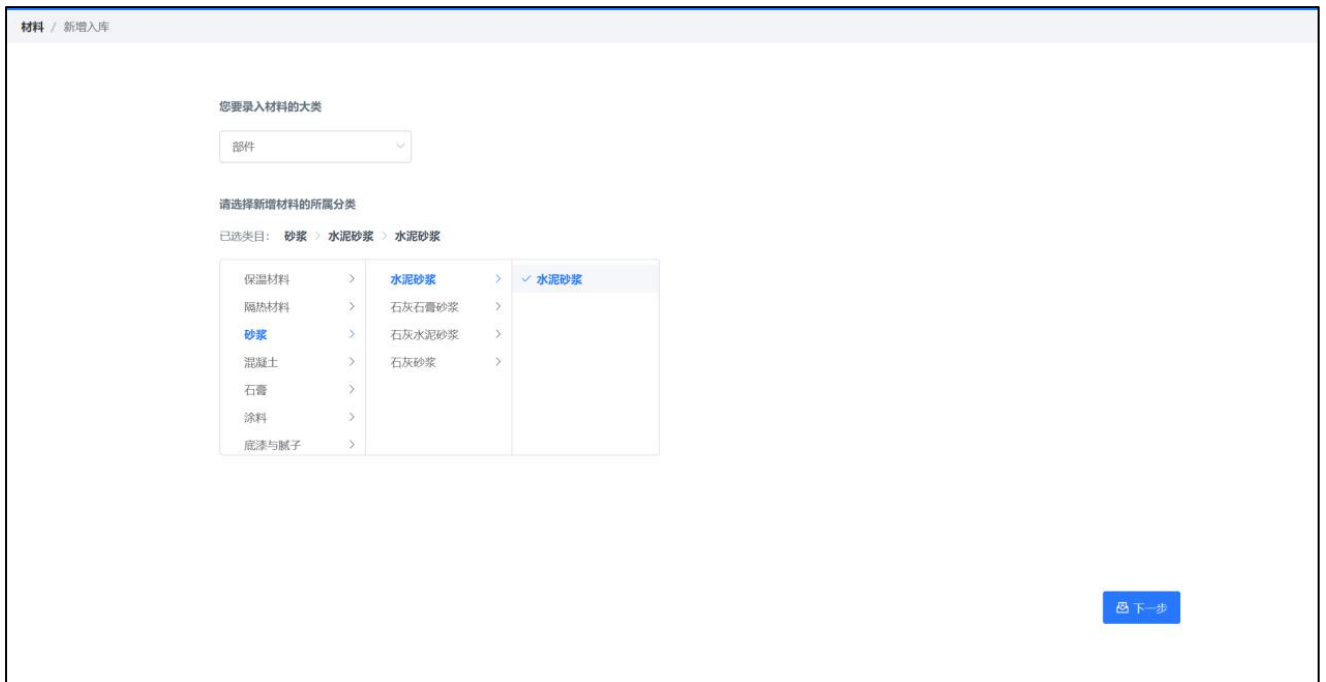 材料 / 新增入库
您要录入材料的大类
部件
请选择新增材料的所属分类
已选类目： 砂浆 > 水泥砂浆 > 水泥砂浆
保温材料 > 水泥砂浆 > ✓ 水泥砂浆
隔热材料 > 石灰石膏砂浆 >
砂浆 > 石灰水泥砂浆 >
混凝土 > 石灰砂浆 >
石膏 >
涂料 >
底漆与腻子 >
下一步